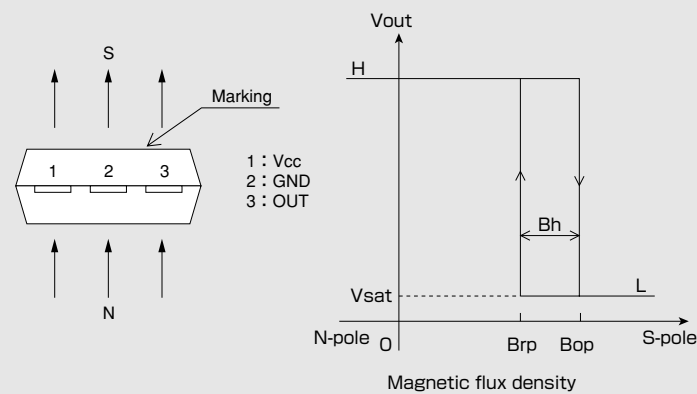 S
Marking
1 2 3
1：Vcc
2：GND
3：OUT
N
Vout
H
Bh
L
Vsat
N-pole 0 Brp Bop S-pole
Magnetic flux density